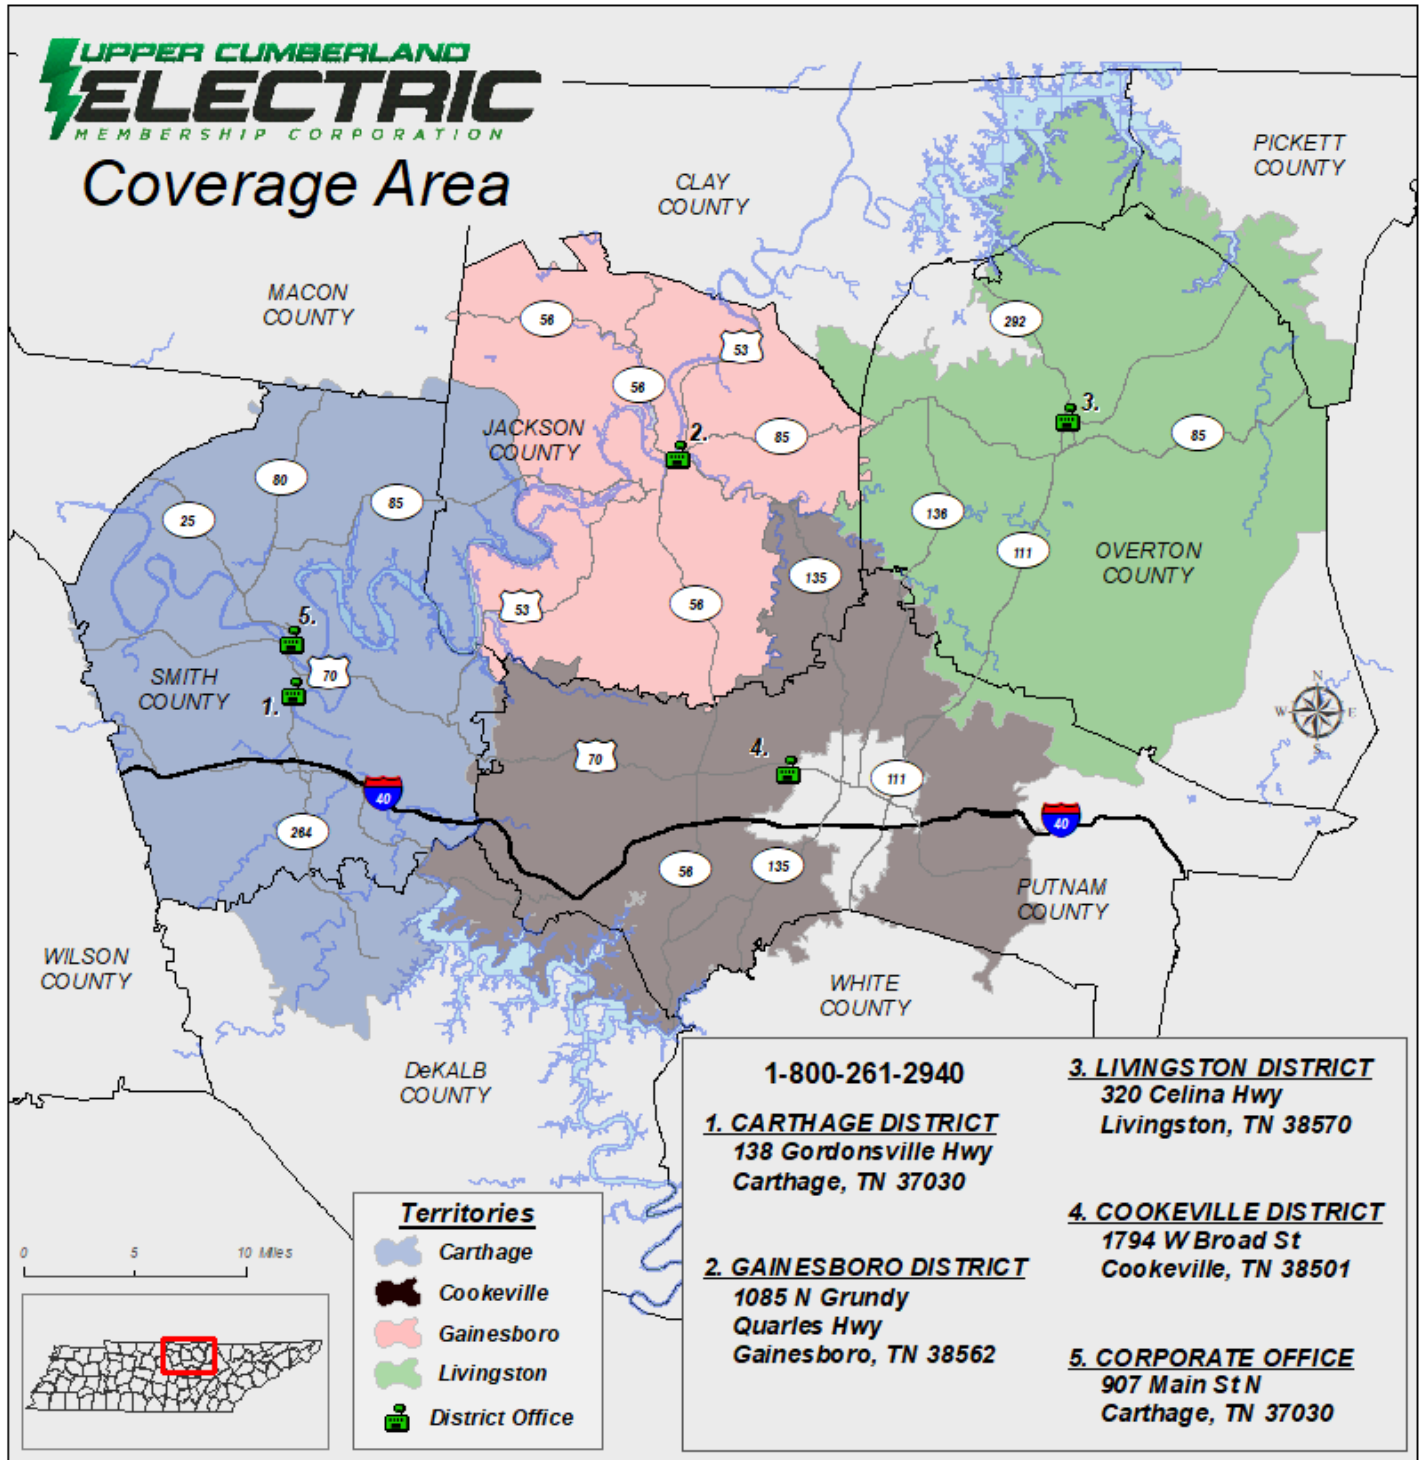 UPPER CUMBERLAND
ELECTRIC
MEMBERSHIP CORPORATION
Coverage Area
PICKETT
COUNTY
CLAY
COUNTY
MACON
COUNTY
56
53
292
56
JACKSON
COUNTY
2.
85
3.
85
80
85
25
136
111
OVERTON
COUNTY
135
53
56
5.
SMITH
COUNTY
70
1.
N
W
E
S
70
4.
111
40
40
264
56
135
PUTNAM
COUNTY
WILSON
COUNTY
WHITE
COUNTY
DeKALB
COUNTY
1-800-261-2940
1. CARTHAGE DISTRICT
138 Gordonsville Hwy
Carthage, TN 37030
2. GAINESBORO DISTRICT
1085 N Grundy
Quarles Hwy
Gainesboro, TN 38562
3. LIVINGSTON DISTRICT
320 Celina Hwy
Livingston, TN 38570
4. COOKEVILLE DISTRICT
1794 W Broad St
Cookeville, TN 38501
5. CORPORATE OFFICE
907 Main St N
Carthage, TN 37030
Territories
Carthage
Cookeville
Gainesboro
Livingston
District Office
0 5 10 Miles